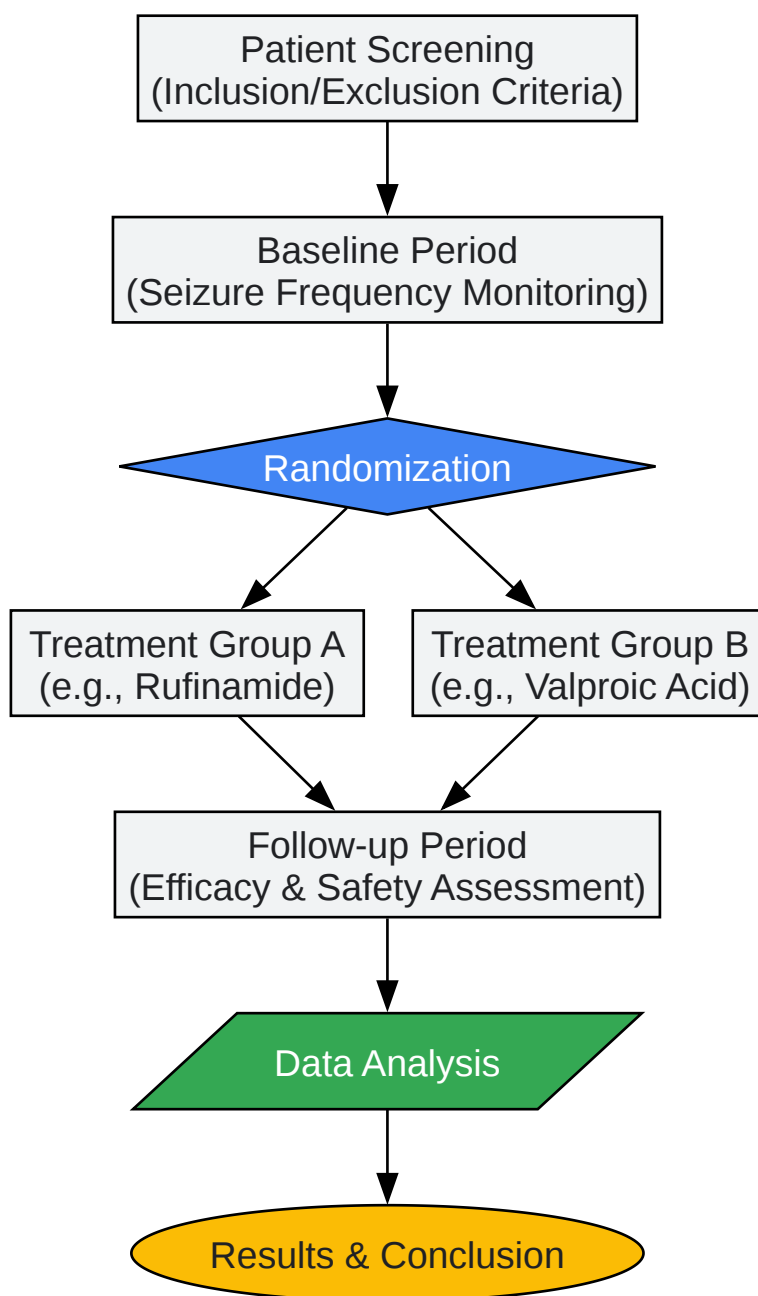 Patient Screening
(Inclusion/Exclusion Criteria)
Baseline Period
(Seizure Frequency Monitoring)
Randomization
Treatment Group A
(e.g., Rufinamide)
Treatment Group B
(e.g., Valproic Acid)
Follow-up Period
(Efficacy & Safety Assessment)
Data Analysis
Results & Conclusion